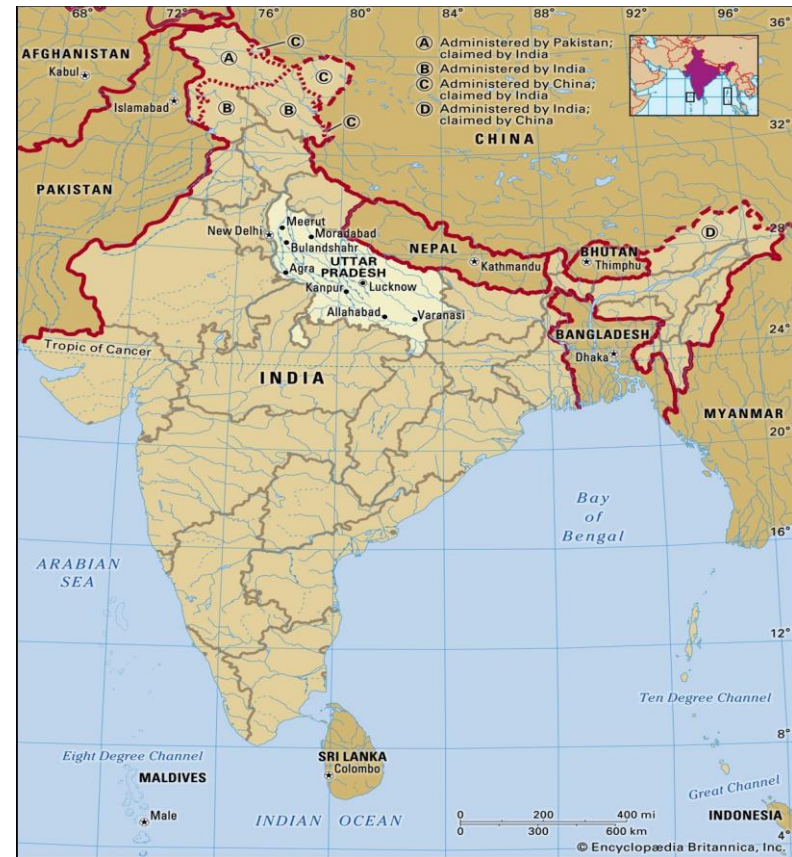 68°
72°
76°
80°
84°
88°
92°
96°
36°
AFGHANISTAN
Kabul
Islamabad
A
C
C
B
B
C
A Administered by Pakistan;
claimed by India
B Administered by India
C Administered by China;
claimed by India
D Administered by India;
claimed by China
32°
CHINA
PAKISTAN
New Delhi
Meerut
Moradabad
Bulandshahr
UTTAR
PRADESH
Agra
Kanpur
Lucknow
Allahabad
Varanasi
NEPAL
Kathmandu
BHUTAN
Thimphu
D
28°
BANGLADESH
Dhaka
24°
Tropic of Cancer
INDIA
MYANMAR
20°
Bay
of
Bengal
16°
ARABIAN
SEA
12°
Ten Degree Channel
8°
Eight Degree Channel
MALDIVES
Male
SRI LANKA
Colombo
INDIAN OCEAN
Great Channel
INDONESIA
4°
0 200 400 mi
0 300 600 km
© Encyclopædia Britannica, Inc.